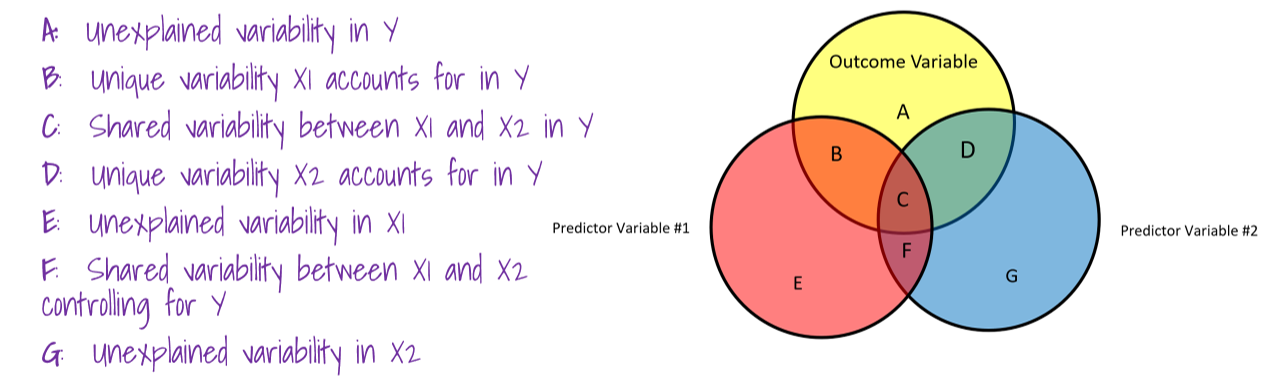 A: Unexplained variability in Y
B: Unique variability X1 accounts for in Y
C: Shared variability between X1 and X2 in Y
D: Unique variability X2 accounts for in Y
E: Unexplained variability in X1
F: Shared variability between X1 and X2
controlling for Y
G: Unexplained variability in X2
Outcome Variable
A
B
D
C
Predictor Variable #1
Predictor Variable #2
F
E
G